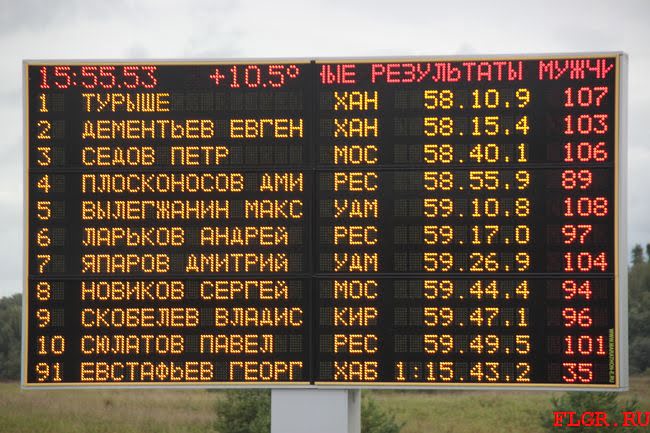 15:55.53 +10.5° НЫЕ РЕЗУЛЬТАТЫ МУЖЧИ
1 ТУРЫШЕ ХАН 58.10.9 107
2 ДЕМЕНТЬЕВ ЕВГЕН ХАН 58.15.4 103
3 СЕДОВ ПЕТР МОС 58.40.1 106
4 ПЛОСКОНОСОВ ДМИ РЕС 58.55.9 89
5 ВЫЛЕГЖАНИН МАКС УДМ 59.10.8 108
6 ЛАРЬКОВ АНДРЕЙ РЕС 59.17.0 97
7 ЯПАРОВ ДМИТРИЙ УДМ 59.26.9 104
8 НОВИКОВ СЕРГЕЙ МОС 59.44.4 94
9 СКОБЕЛЕВ ВЛАДИС КИР 59.47.1 96
10 СЮЛАТОВ ПАВЕЛ РЕС 59.49.5 101
91 ЕВСТАФЬЕВ ГЕОРГ ХАБ 1:15.43.2 35
FLGR.RU